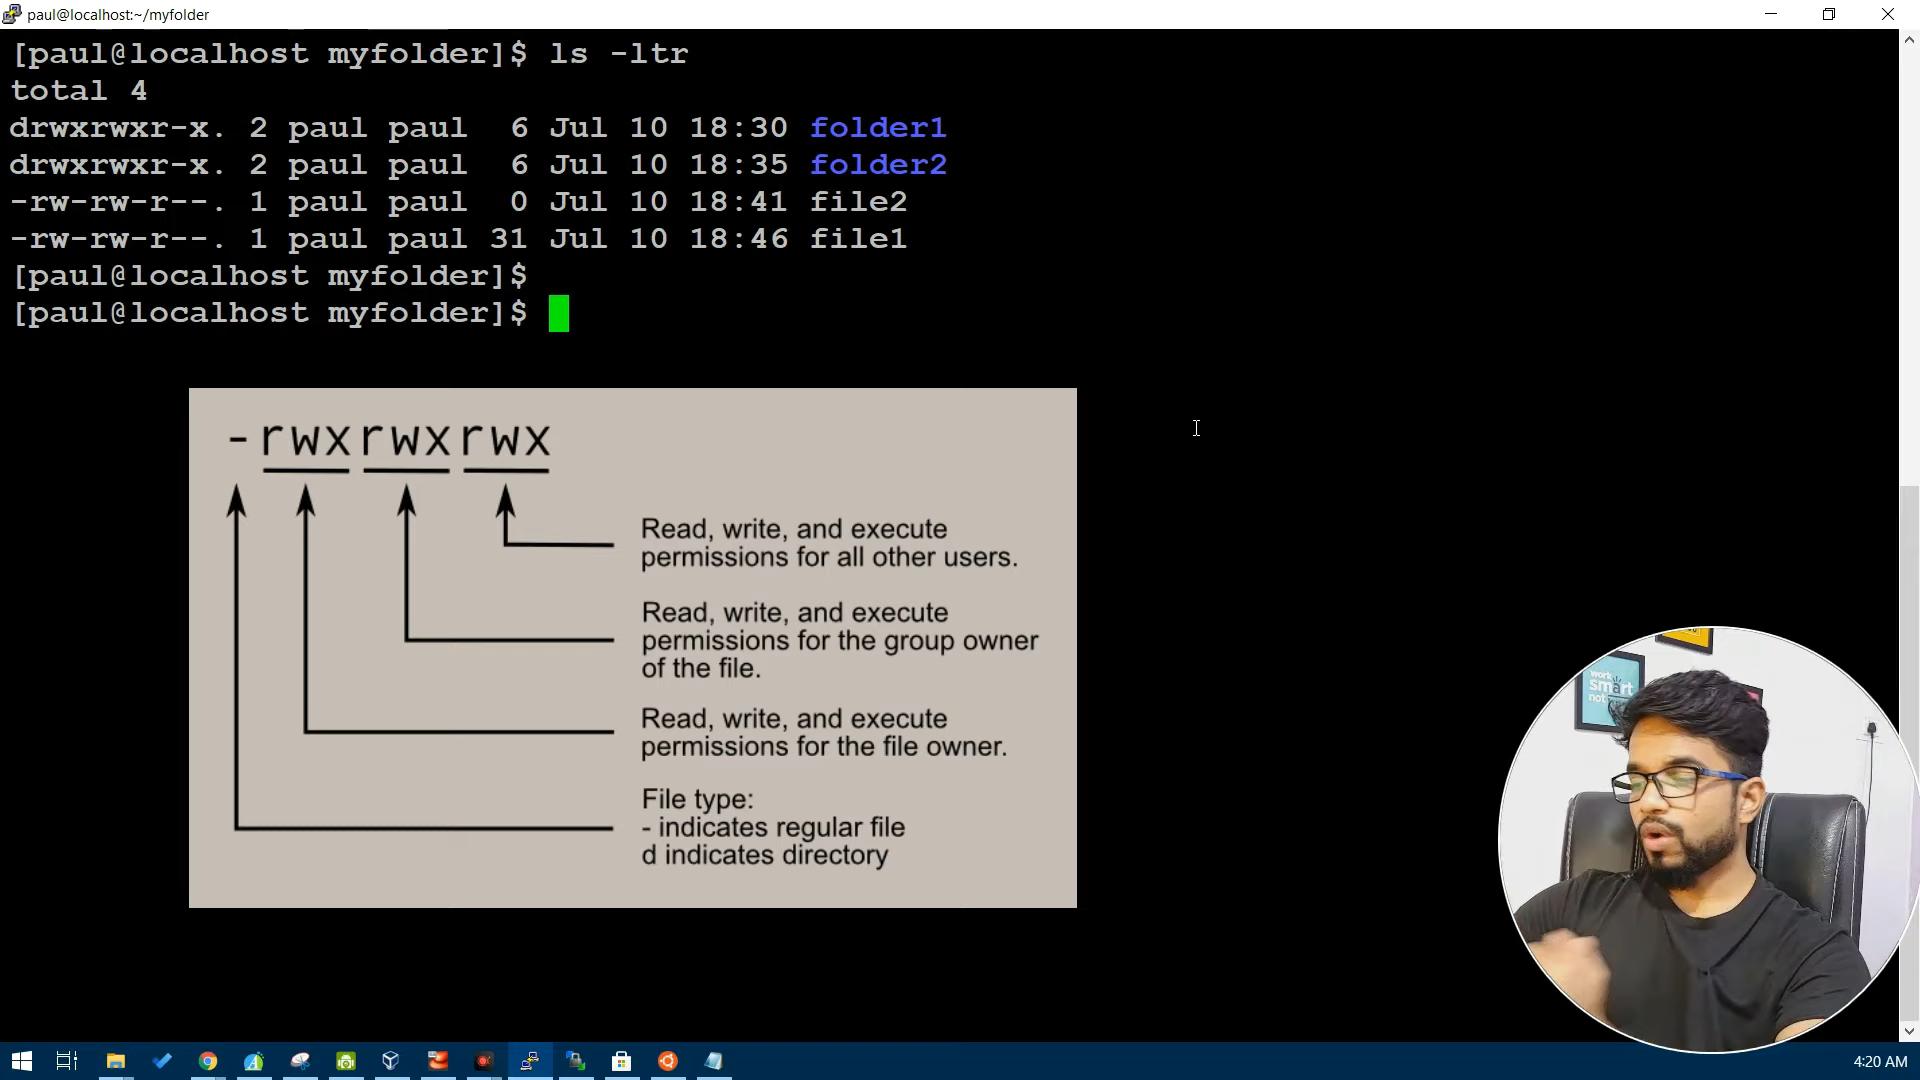 paul@localhost:~/myfolder
[paul@localhost myfolder]$ ls -ltr
total 4
drwxrwxr-x. 2 paul paul  6 Jul 10 18:30 folder1
drwxrwxr-x. 2 paul paul  6 Jul 10 18:35 folder2
-rw-rw-r--. 1 paul paul  0 Jul 10 18:41 file2
-rw-rw-r--. 1 paul paul 31 Jul 10 18:46 file1
[paul@localhost myfolder]$
[paul@localhost myfolder]$
-rwxrwxrwx
Read, write, and execute
permissions for all other users.
Read, write, and execute
permissions for the group owner
of the file.
Read, write, and execute
permissions for the file owner.
File type:
- indicates regular file
d indicates directory
work
smart
not
4:20 AM